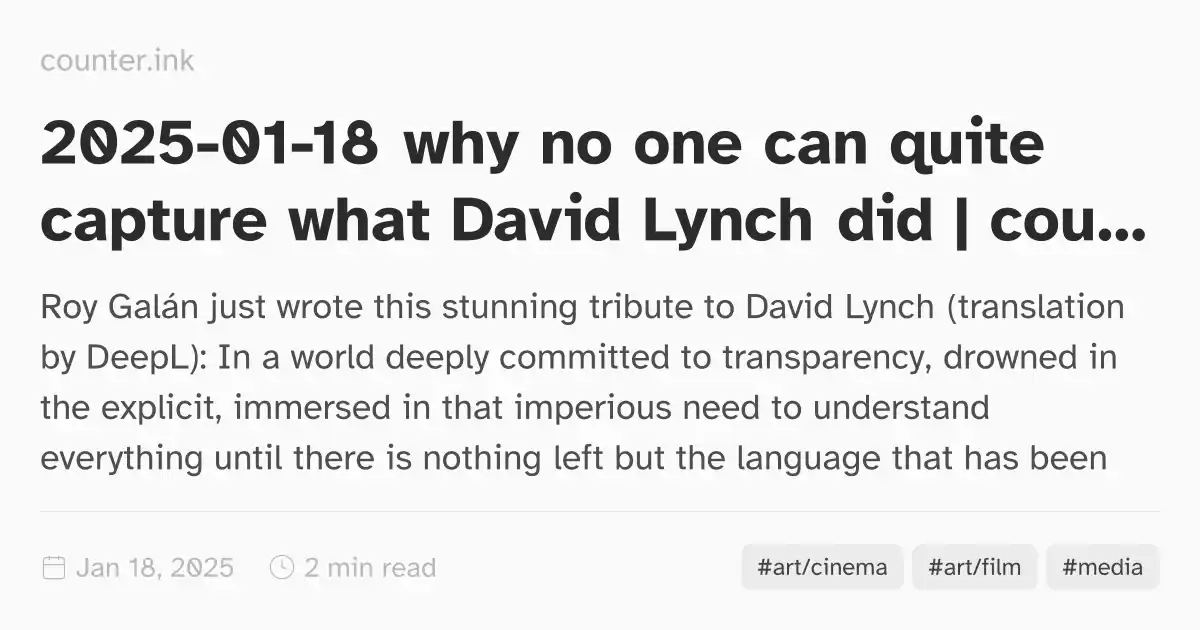 counter.ink
2025-01-18 why no one can quite
capture what David Lynch did | cou...
Roy Galán just wrote this stunning tribute to David Lynch (translation
by DeepL): In a world deeply committed to transparency, drowned in
the explicit, immersed in that imperious need to understand
everything until there is nothing left but the language that has been
Jan 18, 2025 2 min read #art/cinema #art/film #media